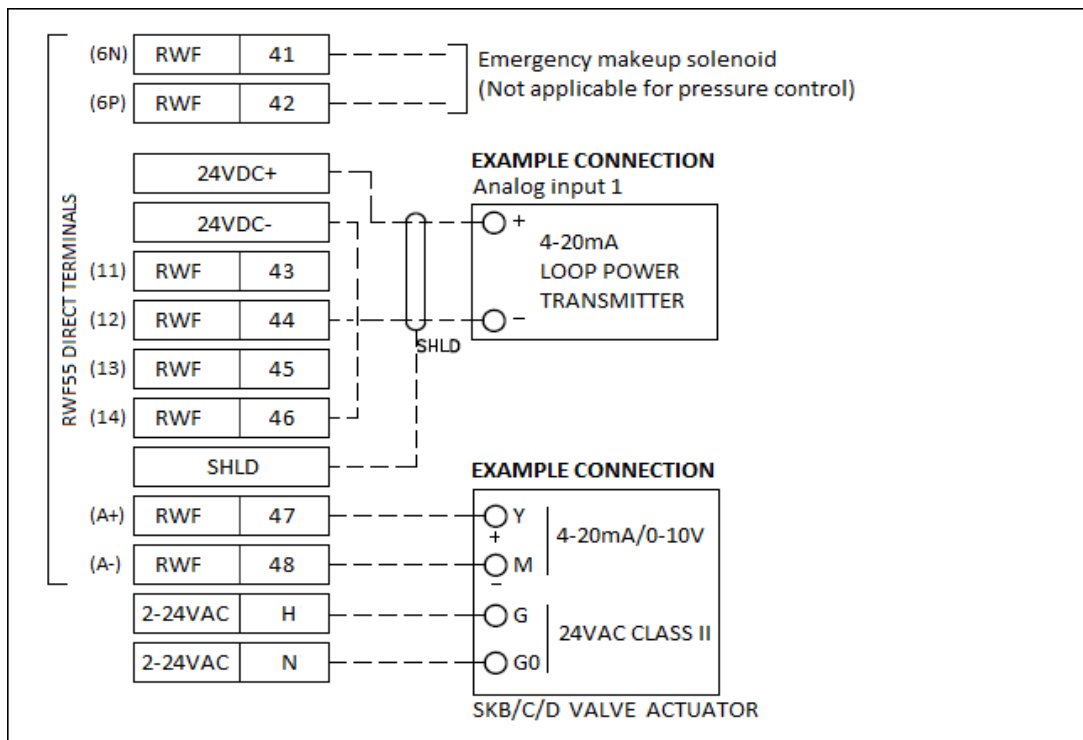 RWF55 DIRECT TERMINALS
(6N) RWF 41
(6P) RWF 42
Emergency makeup solenoid
(Not applicable for pressure control)
24VDC+
24VDC-
(11) RWF 43
(12) RWF 44
(13) RWF 45
(14) RWF 46
SHLD
(A+) RWF 47
(A-) RWF 48
2-24VAC H
2-24VAC N
SHLD
EXAMPLE CONNECTION
Analog input 1
+
4-20mA
LOOP POWER
TRANSMITTER
−
EXAMPLE CONNECTION
Y
+
4-20mA/0-10V
M
−
G
24VAC CLASS II
G0
SKB/C/D VALVE ACTUATOR